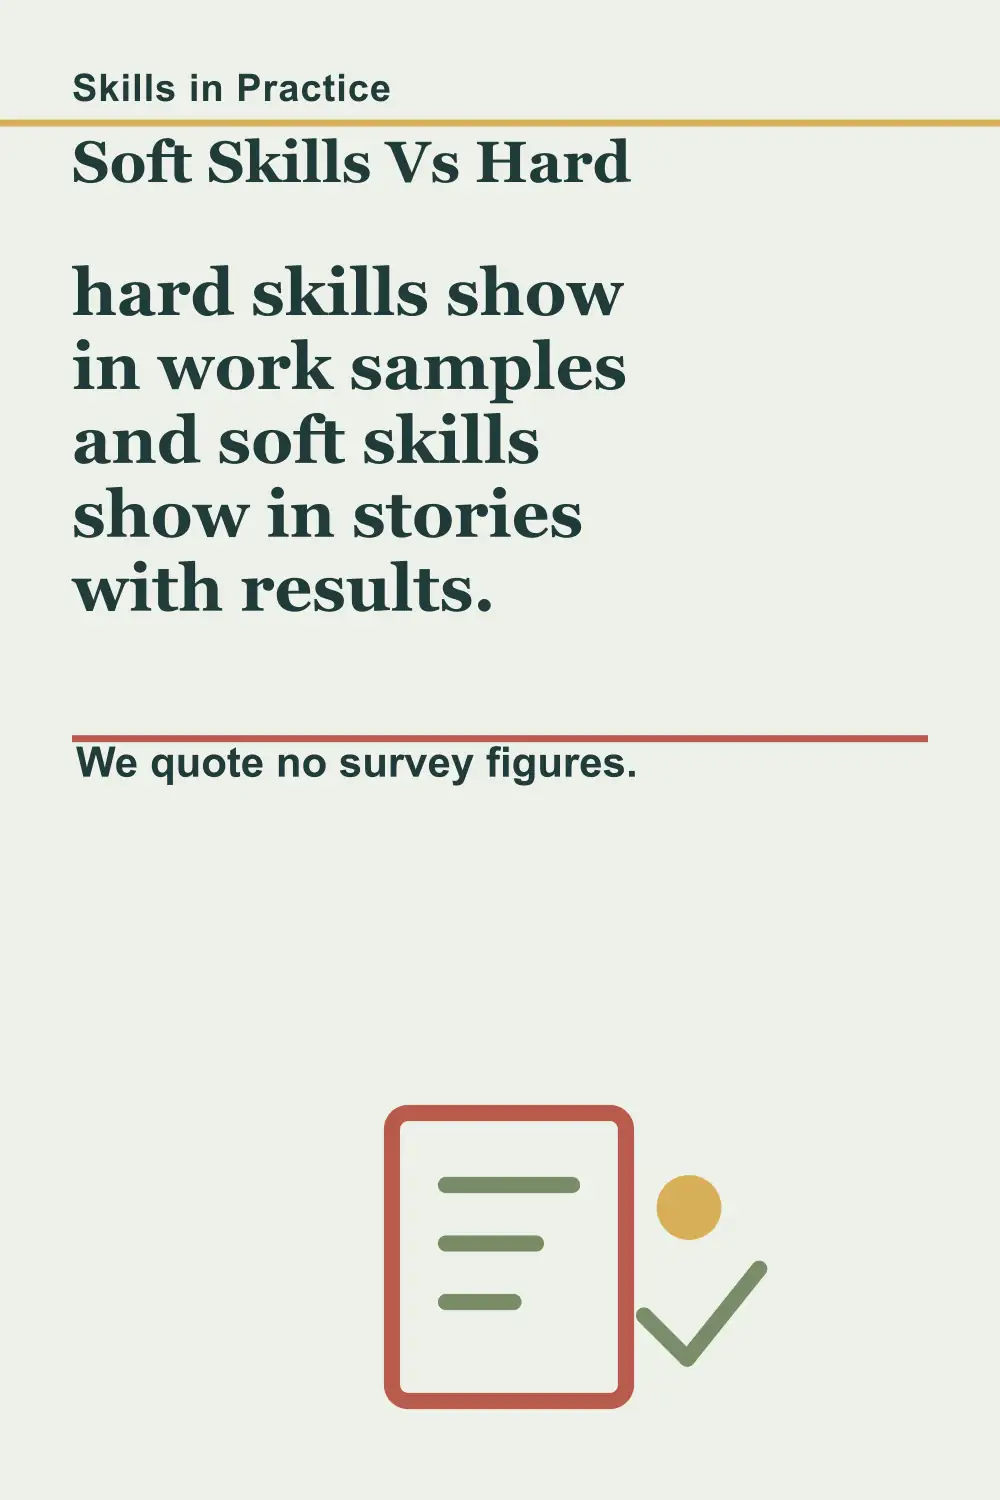 Skills in Practice
Soft Skills Vs Hard
hard skills show
in work samples
and soft skills
show in stories
with results.
We quote no survey figures.